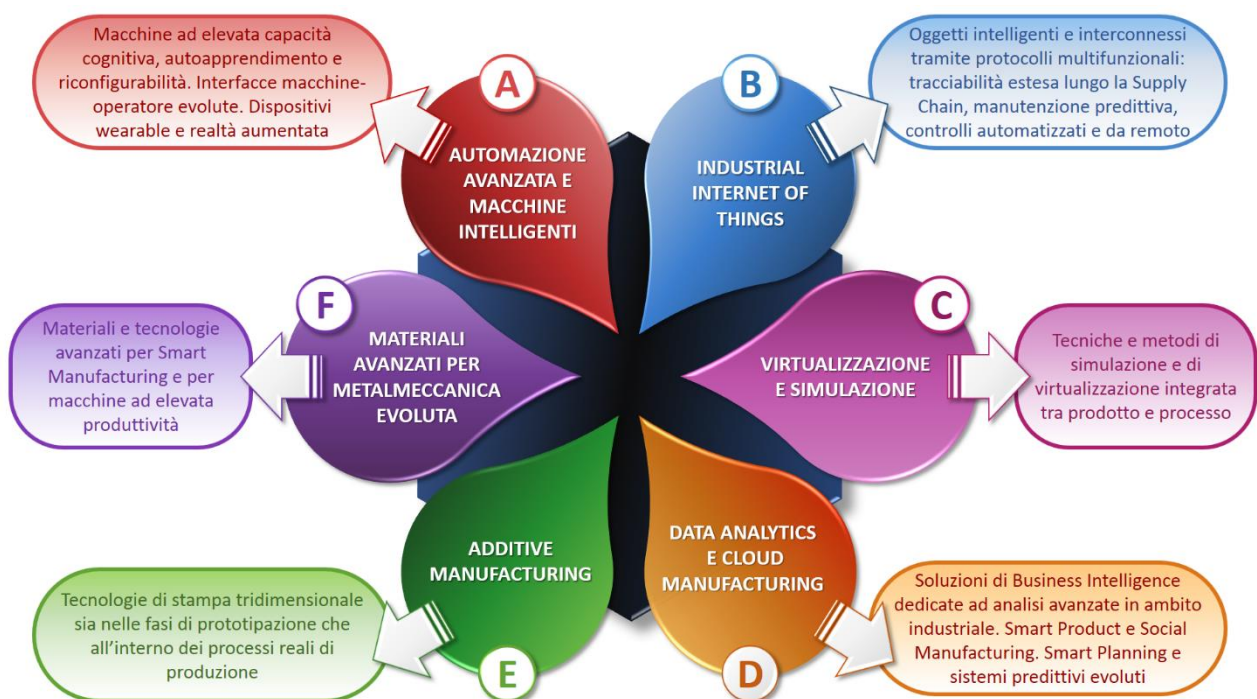 Macchine ad elevata capacità
cognitiva, autoapprendimento e
riconfigurabilità. Interfacce macchine-
operatore evolute. Dispositivi
wearable e realtà aumentata
A
AUTOMAZIONE
AVANZATA E
MACCHINE
INTELLIGENTI
B
INDUSTRIAL
INTERNET OF
THINGS
Oggetti intelligenti e interconnessi
tramite protocolli multifunzionali:
tracciabilità estesa lungo la Supply
Chain, manutenzione predittiva,
controlli automatizzati e da remoto
C
VIRTUALIZZAZIONE
E SIMULAZIONE
Tecniche e metodi di
simulazione e di
virtualizzazione integrata
tra prodotto e processo
D
DATA ANALYTICS
E CLOUD
MANUFACTURING
Soluzioni di Business Intelligence
dedicate ad analisi avanzate in ambito
industriale. Smart Product e Social
Manufacturing. Smart Planning e
sistemi predittivi evoluti
E
ADDITIVE
MANUFACTURING
Tecnologie di stampa tridimensionale
sia nelle fasi di prototipazione che
all’interno dei processi reali di
produzione
F
MATERIALI
AVANZATI PER
METALMECCANICA
EVOLUTA
Materiali e tecnologie
avanzati per Smart
Manufacturing e per
macchine ad elevata
produttività